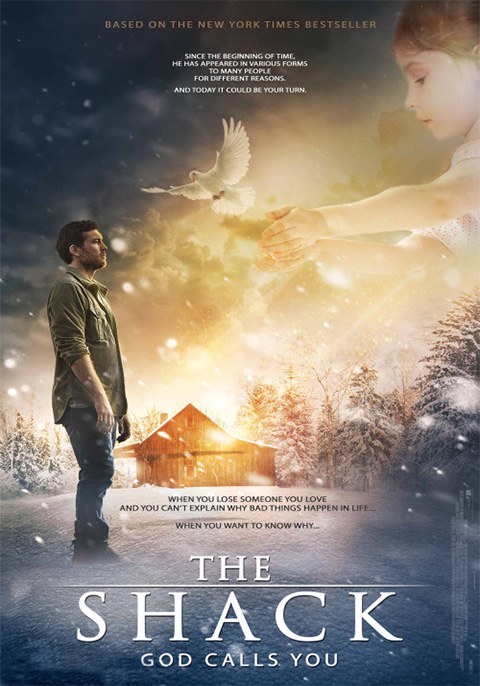 BASED ON THE NEW YORK TIMES BESTSELLER
SINCE THE BEGINNING OF TIME,
HE HAS APPEARED IN VARIOUS FORMS
TO MANY PEOPLE
FOR DIFFERENT REASONS.
AND TODAY IT COULD BE YOUR TURN.
WHEN YOU LOSE SOMEONE YOU LOVE
AND YOU CAN'T EXPLAIN WHY BAD THINGS HAPPEN IN LIFE...
WHEN YOU WANT TO KNOW WHY...
THE
SHACK
GOD CALLS YOU